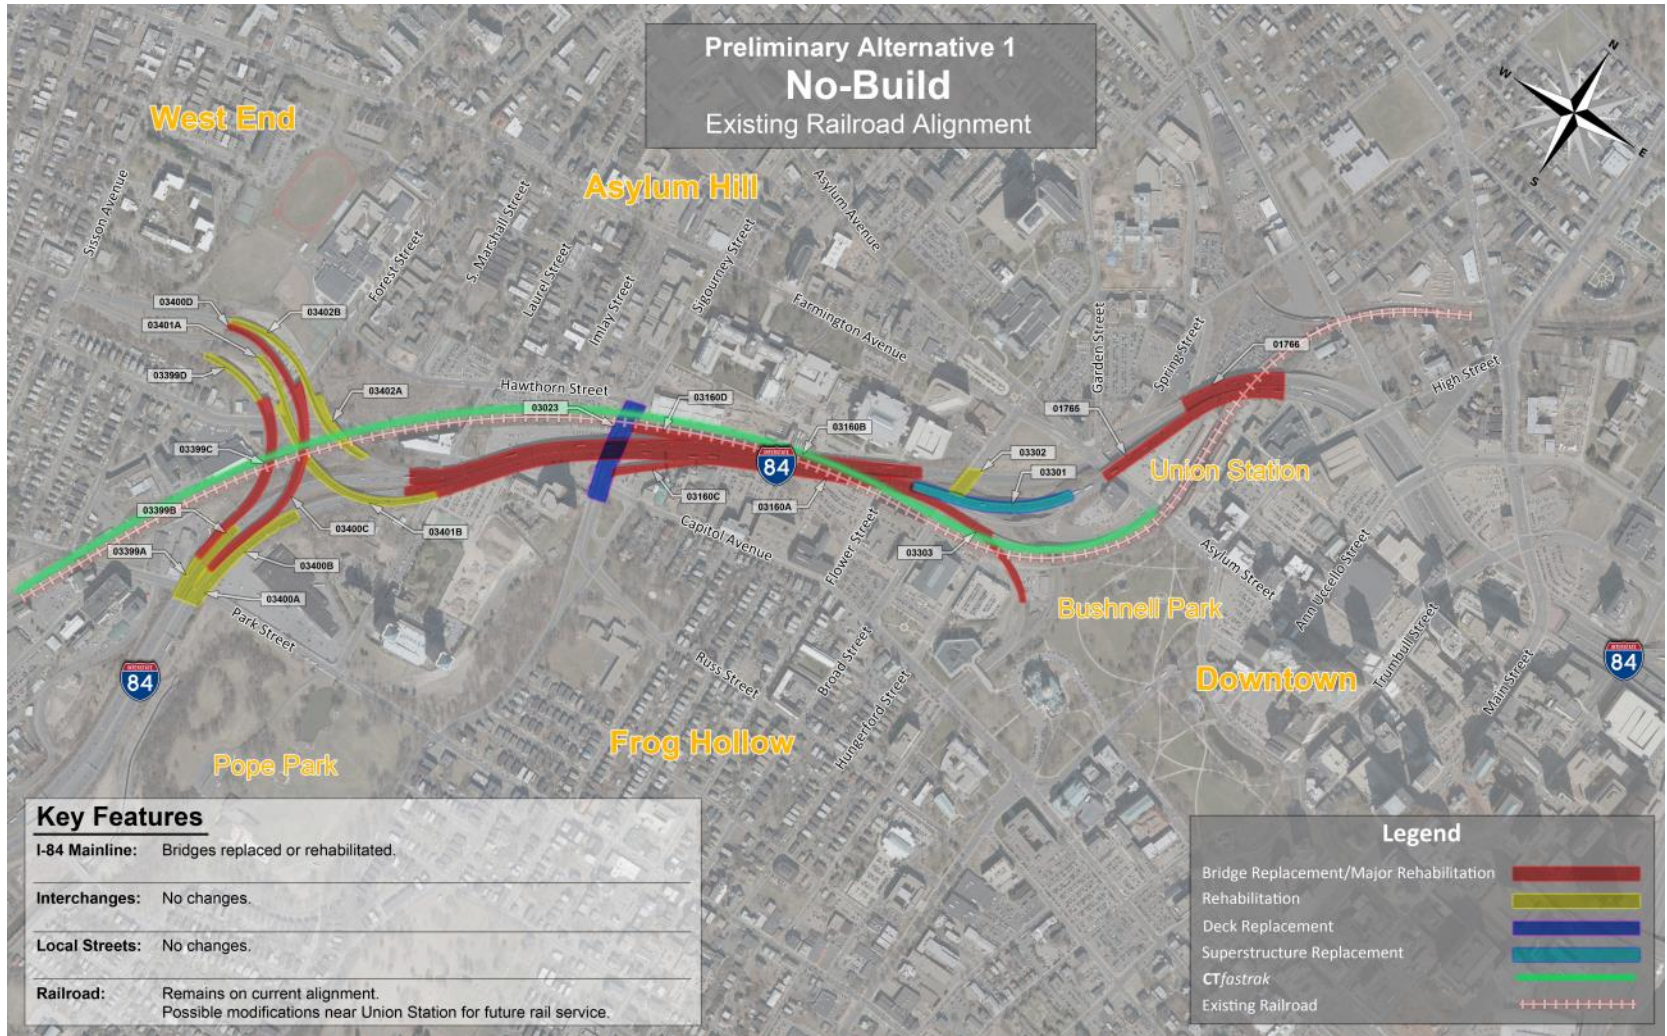 Preliminary Alternative 1
No-Build
Existing Railroad Alignment
N
W
E
S
West End
Asylum Hill
Sisson Avenue
Forest Street
S. Marshall Street
Laurel Street
Imlay Street
Sigourney Street
Asylum Avenue
Farmington Avenue
Garden Street
Spring Street
High Street
Hawthorn Street
03400D
03401A
03402B
03399D
03402A
03023
03160D
03160B
01765
01766
03399C
03302
03301
Union Station
INTERSTATE
84
03160C
03160A
03399B
03400C
03401B
Capitol Avenue
Flower Street
03303
03399A
03400B
03400A
Park Street
Asylum Street
Ann Uccello Street
Bushnell Park
Trumbull Street
Main Street
Downtown
INTERSTATE
84
INTERSTATE
84
Russ Street
Broad Street
Hungerford Street
Frog Hollow
Pope Park
Key Features
I-84 Mainline: Bridges replaced or rehabilitated.
Interchanges: No changes.
Local Streets: No changes.
Railroad: Remains on current alignment.
Possible modifications near Union Station for future rail service.
Legend
Bridge Replacement/Major Rehabilitation
Rehabilitation
Deck Replacement
Superstructure Replacement
CTfastrak
Existing Railroad